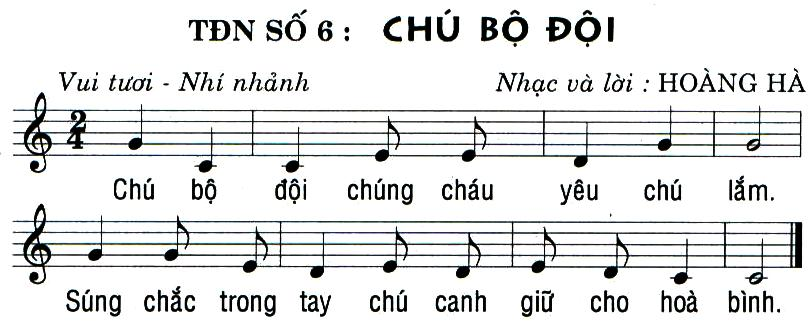 TĐN SỐ 6 : CHÚ BỘ ĐỘI
Vui tươi - Nhí nhảnh Nhạc và lời : HOÀNG HÀ
2
4
Chú bộ đội chúng cháu yêu chú lắm.
Súng chắc trong tay chú canh giữ cho hoà bình.